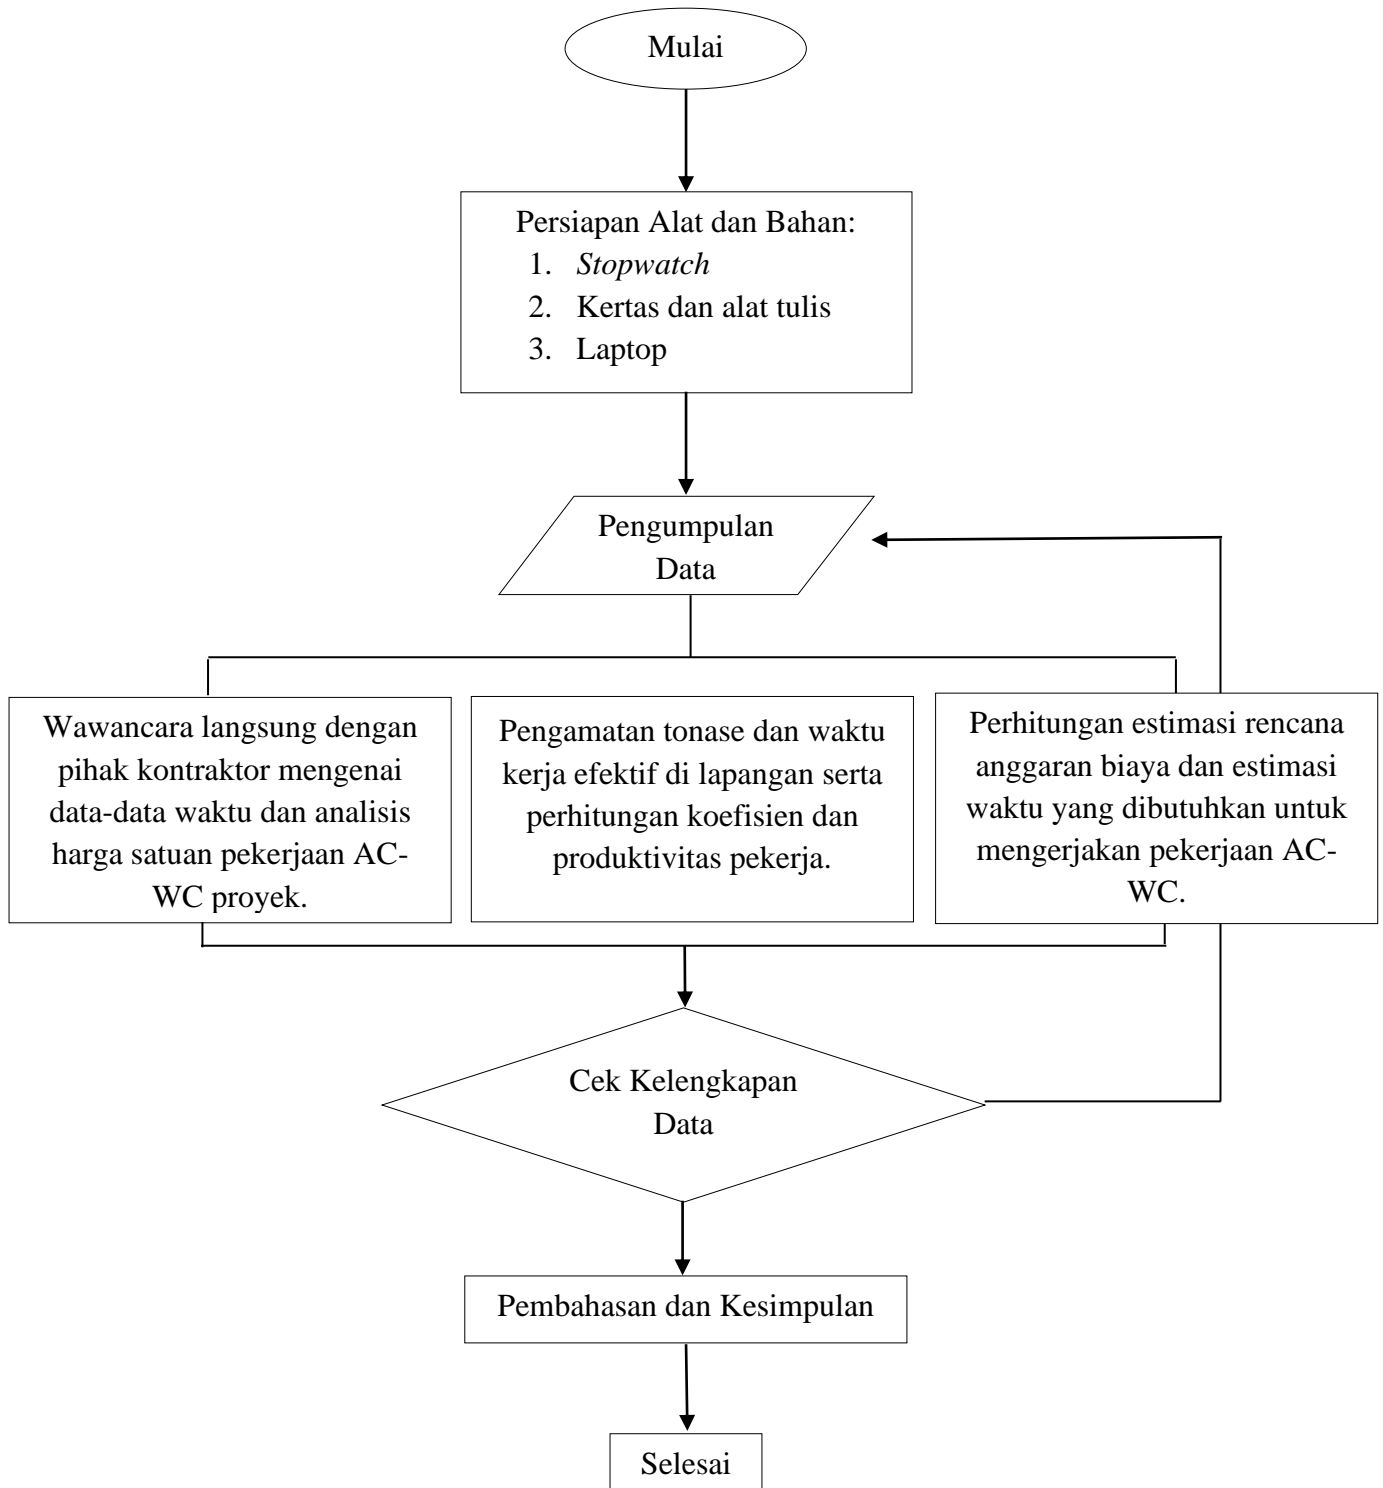 Mulai
Persiapan Alat dan Bahan:
1. Stopwatch
2. Kertas dan alat tulis
3. Laptop
Pengumpulan
Data
Wawancara langsung dengan
pihak kontraktor mengenai
data-data waktu dan analisis
harga satuan pekerjaan AC-
WC proyek.
Pengamatan tonase dan waktu
kerja efektif di lapangan serta
perhitungan koefisien dan
produktivitas pekerja.
Perhitungan estimasi rencana
anggaran biaya dan estimasi
waktu yang dibutuhkan untuk
mengerjakan pekerjaan AC-
WC.
Cek Kelengkapan
Data
Pembahasan dan Kesimpulan
Selesai